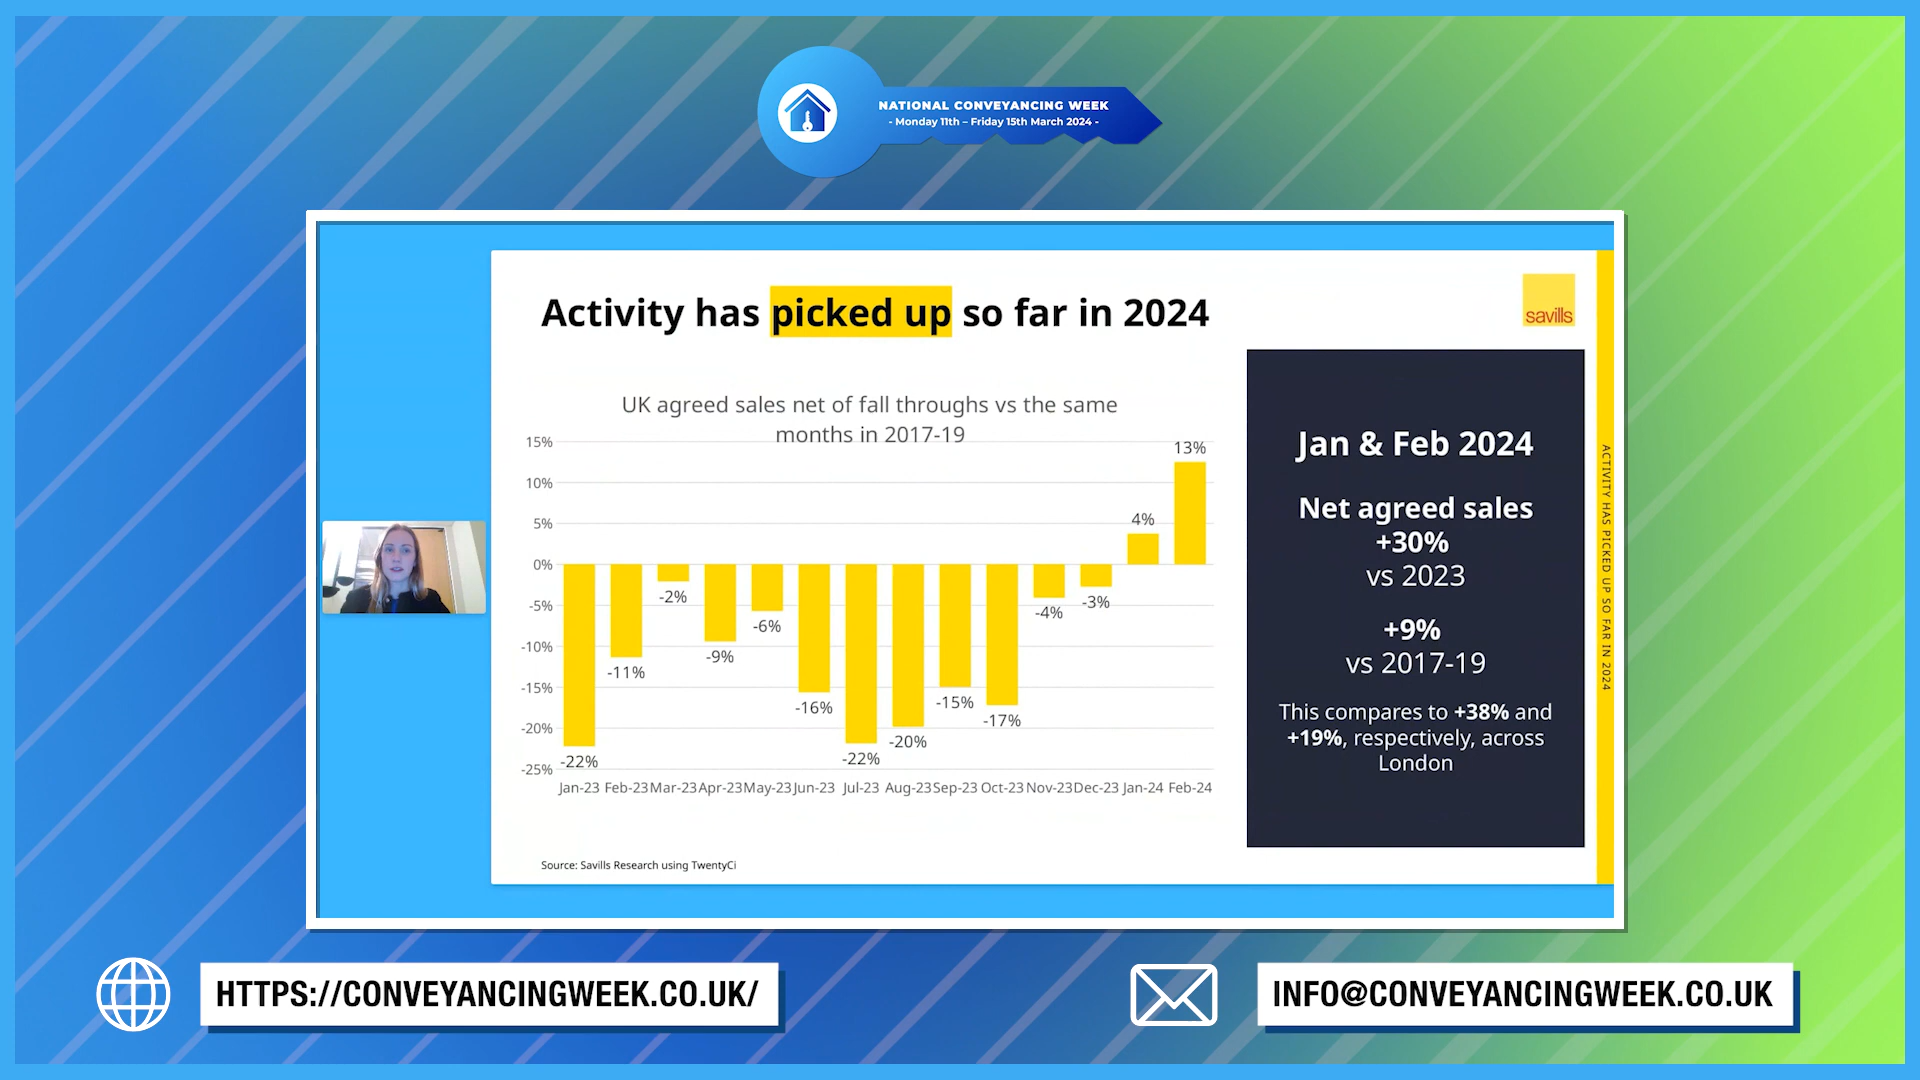 NATIONAL CONVEYANCING WEEK
- Monday 11th – Friday 15th March 2024 -
Activity has picked up so far in 2024
savills
UK agreed sales net of fall throughs vs the same
months in 2017-19
15%
10%
5%
0%
-5%
-10%
-15%
-20%
-25%
-22%
-11%
-2%
-9%
-6%
-16%
-22%
-20%
-15%
-17%
-4%
-3%
4%
13%
Jan-23 Feb-23 Mar-23 Apr-23 May-23 Jun-23 Jul-23 Aug-23 Sep-23 Oct-23 Nov-23 Dec-23 Jan-24 Feb-24
Source: Savills Research using TwentyCi
Jan & Feb 2024
Net agreed sales
+30%
vs 2023
+9%
vs 2017-19
This compares to +38% and
+19%, respectively, across
London
ACTIVITY HAS PICKED UP SO FAR IN 2024
HTTPS://CONVEYANCINGWEEK.CO.UK/
INFO@CONVEYANCINGWEEK.CO.UK